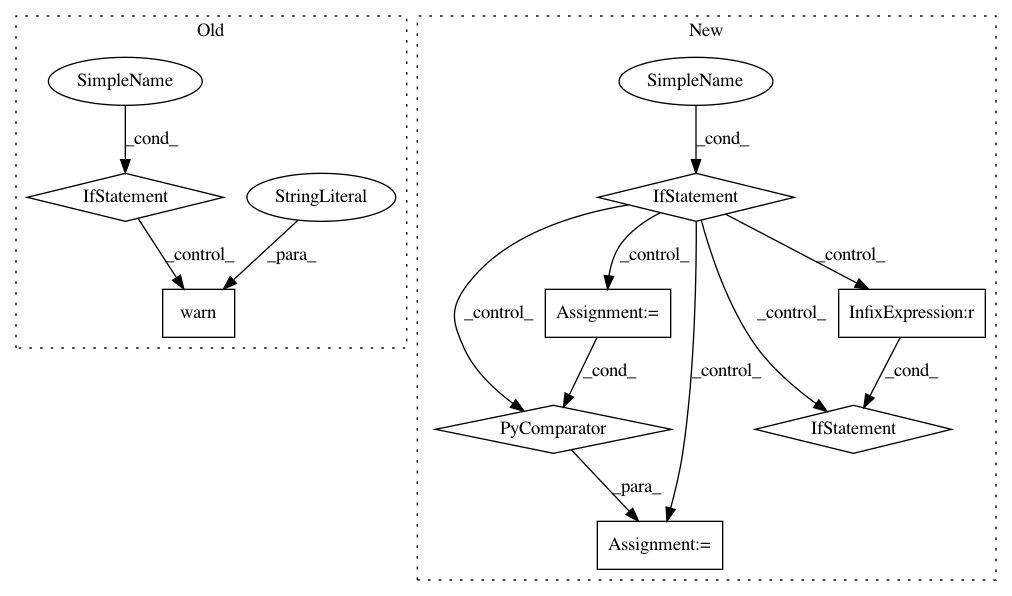 Old
New
SimpleName
SimpleName
_cond_
_cond_
IfStatement
StringLiteral
IfStatement
_control_
_para_
_control_
_control_
warn
_control_
Assignment:=
_control_
InfixExpression:r
_cond_
_control_
_cond_
PyComparator
IfStatement
_para_
Assignment:=